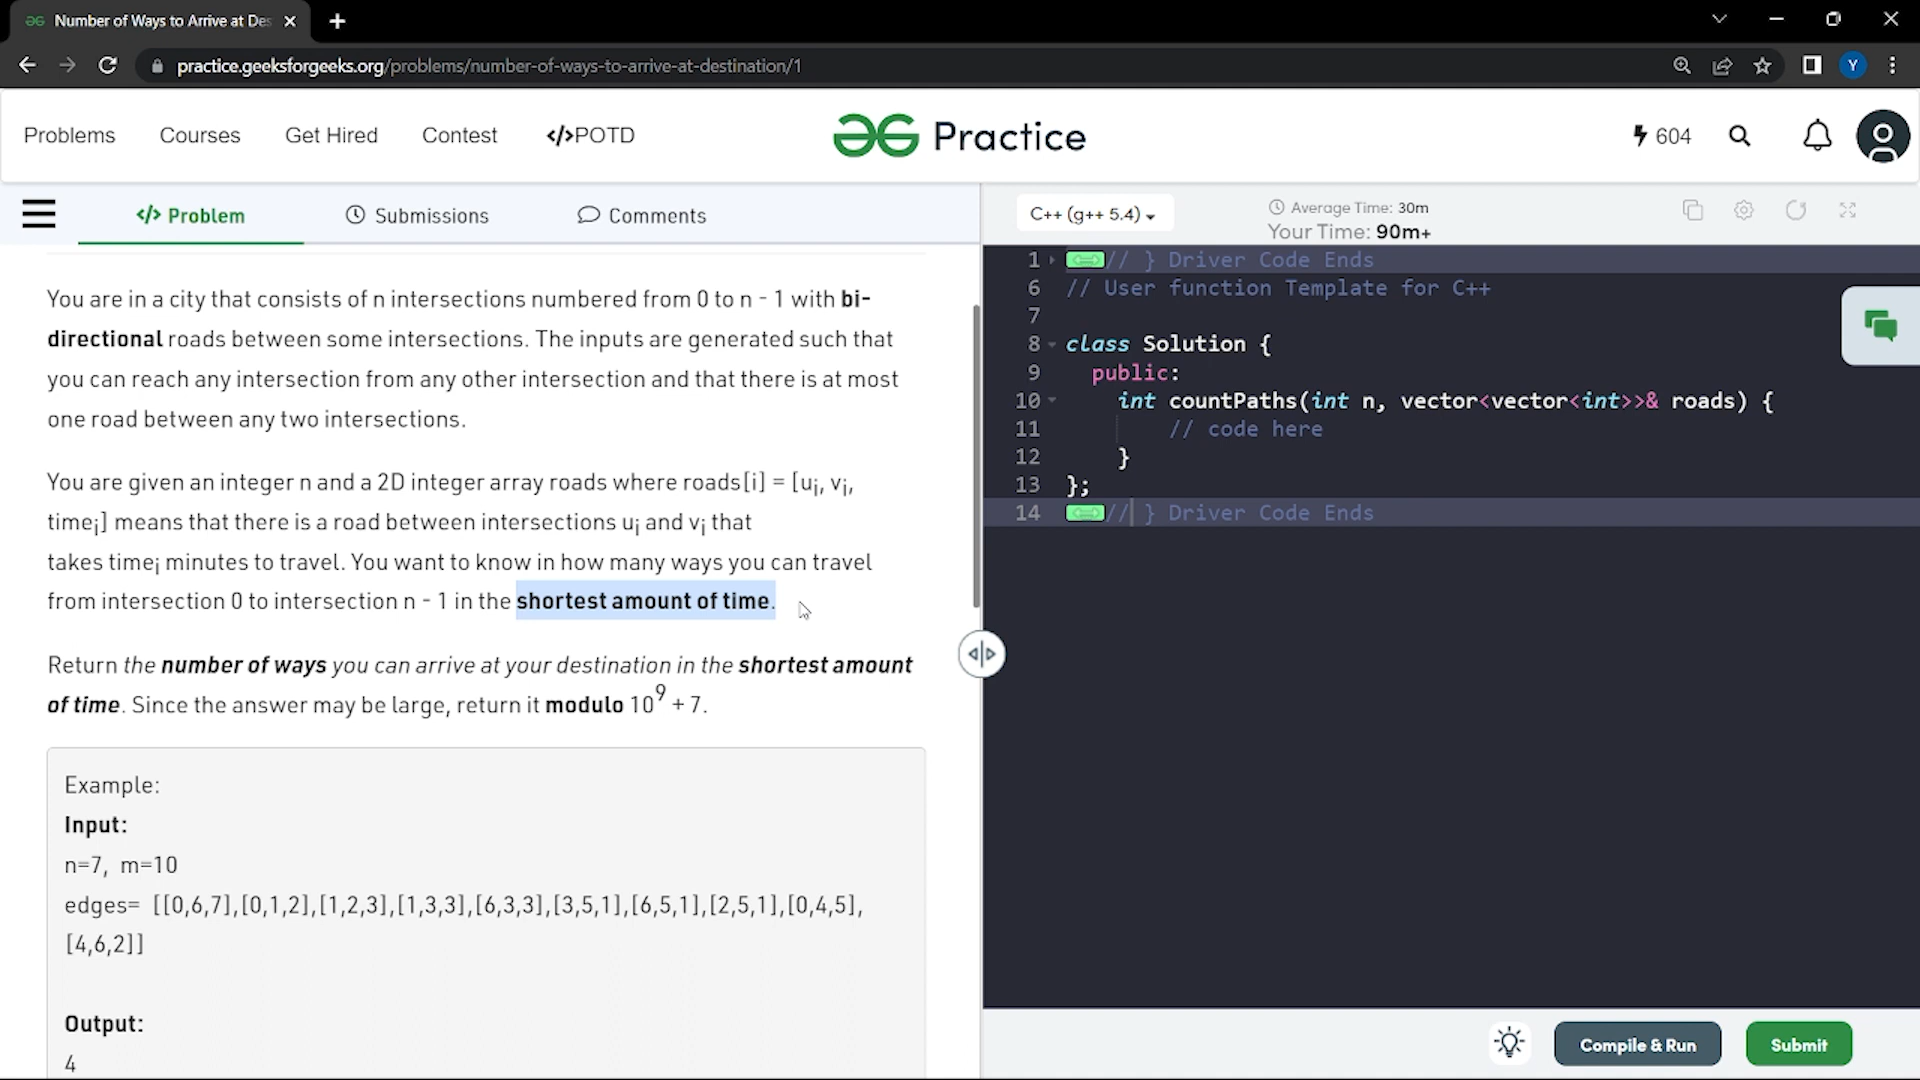 Number of Ways to Arrive at Des
practice.geeksforgeeks.org/problems/number-of-ways-to-arrive-at-destination/1
Y
Problems Courses Get Hired Contest </>POTD
Practice
604
</> Problem Submissions Comments
You are in a city that consists of n intersections numbered from 0 to n - 1 with bi-
directional roads between some intersections. The inputs are generated such that
you can reach any intersection from any other intersection and that there is at most
one road between any two intersections.
You are given an integer n and a 2D integer array roads where roads[i] = [uᵢ, vᵢ,
timeᵢ] means that there is a road between intersections uᵢ and vᵢ that
takes timeᵢ minutes to travel. You want to know in how many ways you can travel
from intersection 0 to intersection n - 1 in the shortest amount of time.
Return the number of ways you can arrive at your destination in the shortest amount
of time. Since the answer may be large, return it modulo 10⁹ + 7.
Example:
Input:
n=7, m=10
edges= [[0,6,7],[0,1,2],[1,2,3],[1,3,3],[6,3,3],[3,5,1],[6,5,1],[2,5,1],[0,4,5],
[4,6,2]]
Output:
4
C++ (g++ 5.4)
Average Time: 30m
Your Time: 90m+
1 // } Driver Code Ends
6 // User function Template for C++
7
8 class Solution {
9 public:
10 int countPaths(int n, vector<vector<int>>& roads) {
11 // code here
12 }
13 };
14 // } Driver Code Ends
Compile & Run Submit